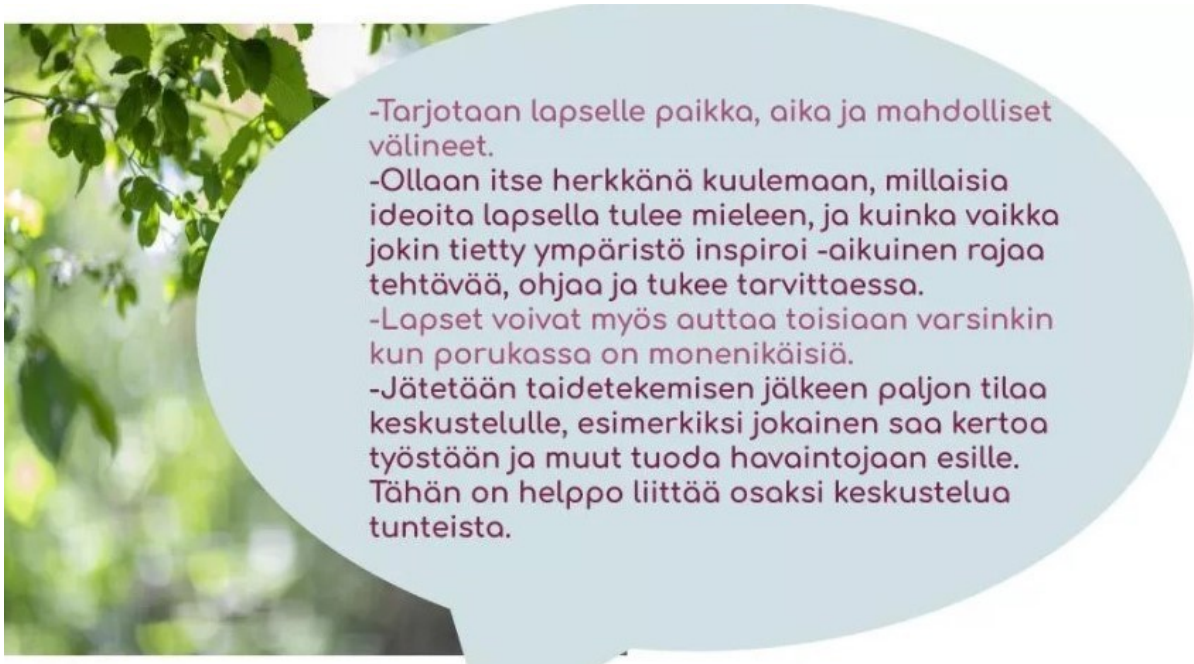 -Tarjotaan lapselle paikka, aika ja mahdolliset
välineet.
-Ollaan itse herkkänä kuulemaan, millaisia
ideoita lapsella tulee mieleen, ja kuinka vaikka
jokin tietty ympäristö inspiroi -aikuinen rajaa
tehtävää, ohjaa ja tukee tarvittaessa.
-Lapset voivat myös auttaa toisiaan varsinkin
kun porukassa on monenikäisiä.
-Jätetään taidetekemisen jälkeen paljon tilaa
keskustelulle, esimerkiksi jokainen saa kertoa
työstään ja muut tuoda havaintojaan esille.
Tähän on helppo liittää osaksi keskustelua
tunteista.